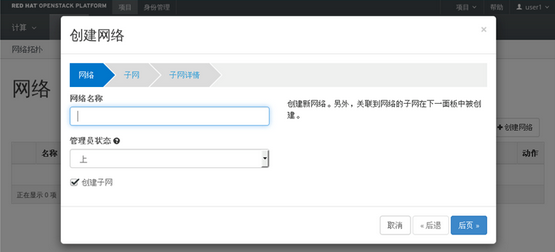 RED HAT OPENSTACK PLATFORM 项目 身份管理 项目 帮助 user1
计算
网络拓扑
网络
创建网络
×
网络 子网 子网详情
网络名称
创建新网络。另外，关联到网络的子网在下一面板中被创
建。
管理员状态
上
创建子网
取消 « 后退 后页 »
+ 创建网络
名称 动作
正在显示 0 项